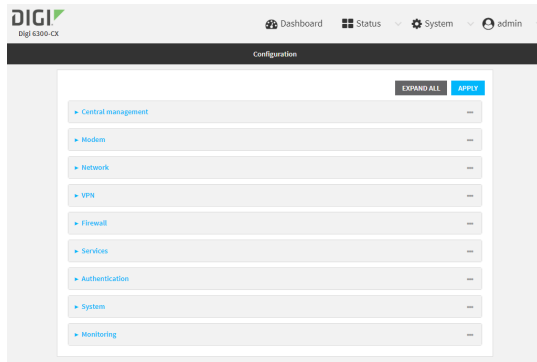 DIGI
Digi 6300-CX
Dashboard Status System admin
Configuration
EXPAND ALL APPLY
Central management
Modem
Network
VPN
Firewall
Services
Authentication
System
Monitoring